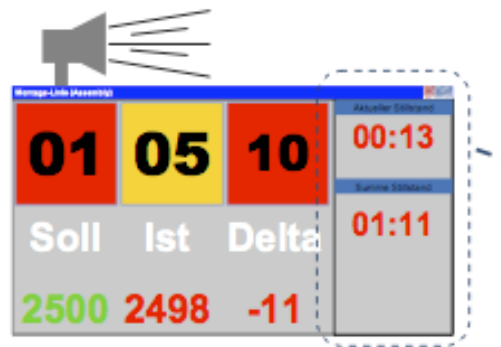 Montage-Linie (Assembly)
01 05 10
Soll Ist Delta
2500 2498 -11
Aktueller Stillstand
00:13
Summe Stillstand
01:11